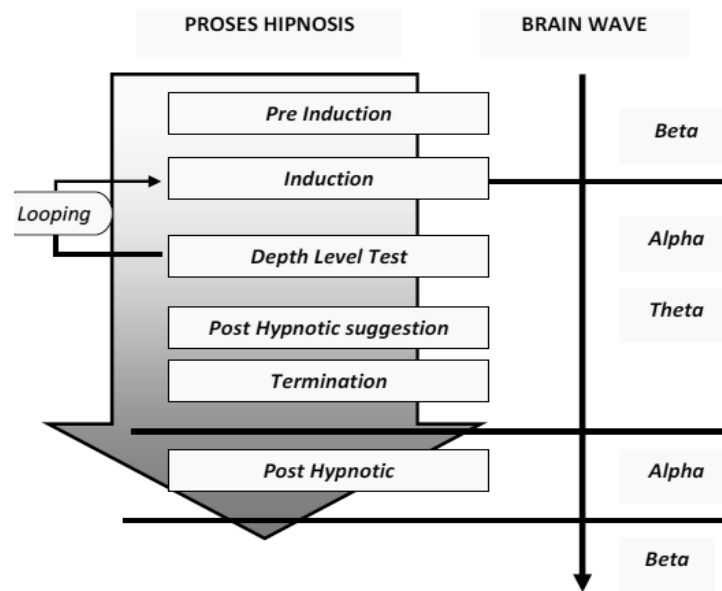 PROSES HIPNOSIS
BRAIN WAVE
Pre Induction
Beta
Induction
Looping
Alpha
Depth Level Test
Theta
Post Hypnotic suggestion
Termination
Post Hypnotic
Alpha
Beta